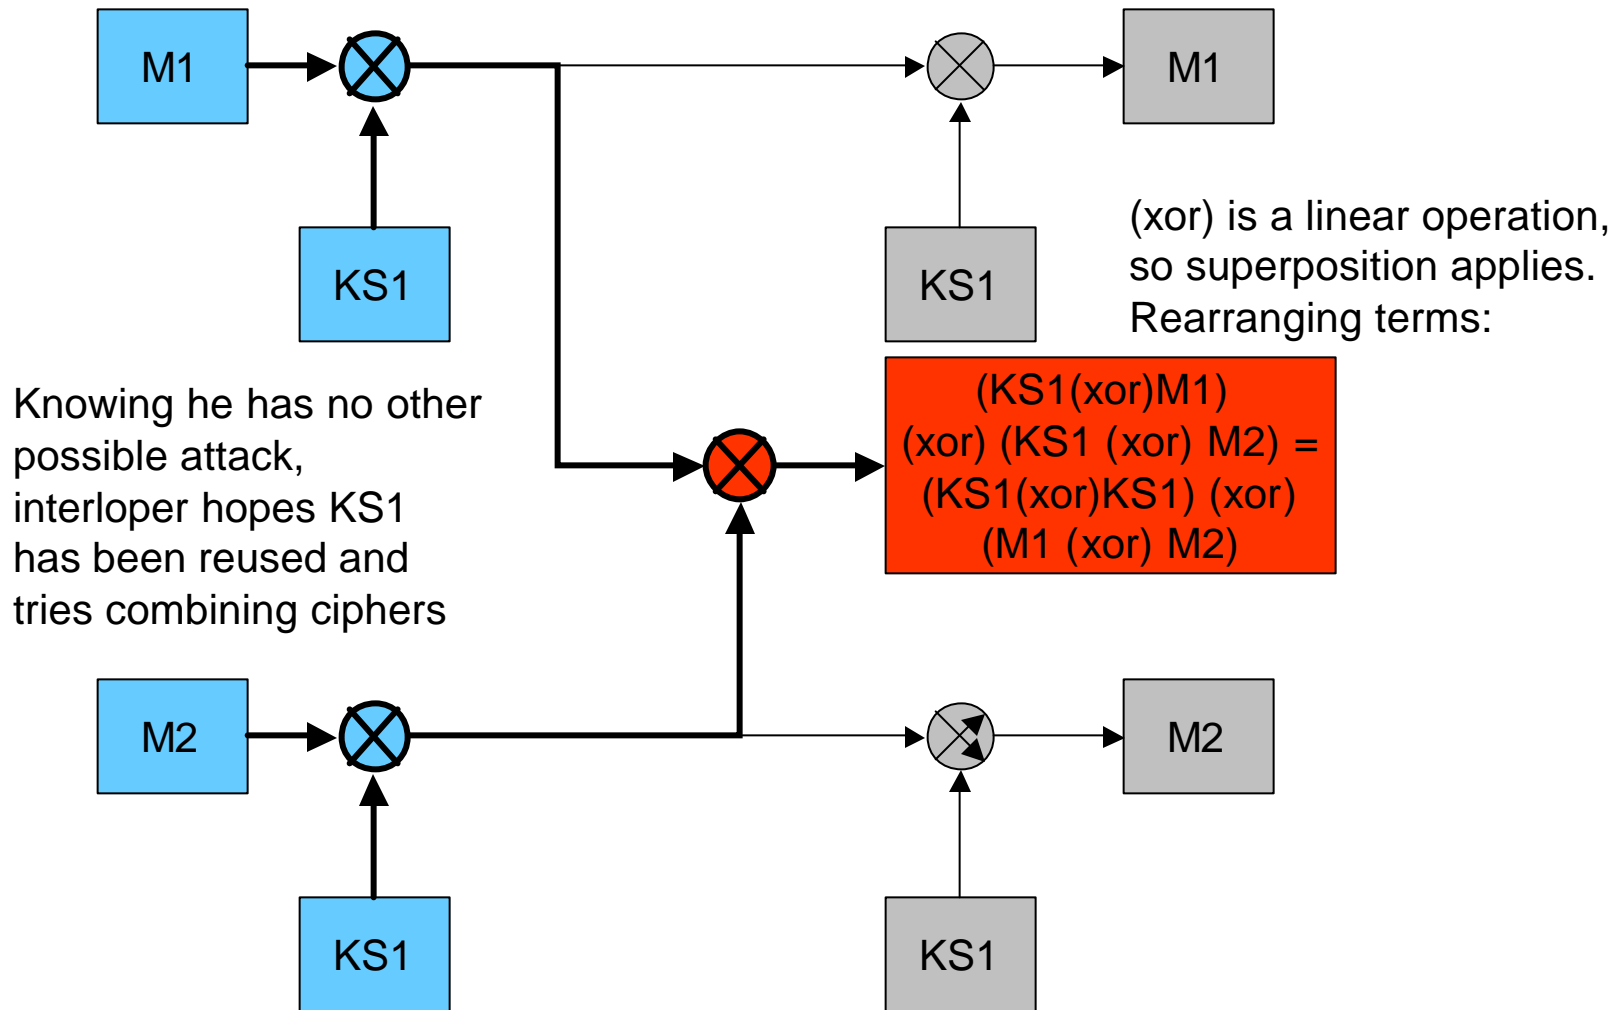 M1
M1
KS1
KS1
(xor) is a linear operation,
so superposition applies.
Rearranging terms:
Knowing he has no other
possible attack,
interloper hopes KS1
has been reused and
tries combining ciphers
(KS1(xor)M1)
(xor) (KS1 (xor) M2) =
(KS1(xor)KS1) (xor)
(M1 (xor) M2)
M2
M2
KS1
KS1